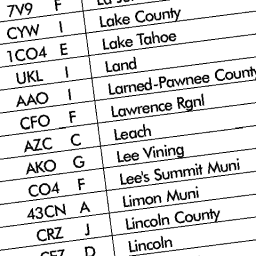 7V9 F
CYW I Lake County
1CO4 E Lake Tahoe
UKL I Land
AAO I Larned-Pawnee County
CFO F Lawrence Rgnl
AZC C Leach
AKO G Lee Vining
CO4 F Lee's Summit Muni
43CN A Limon Muni
CRZ J Lincoln County
D Lincoln